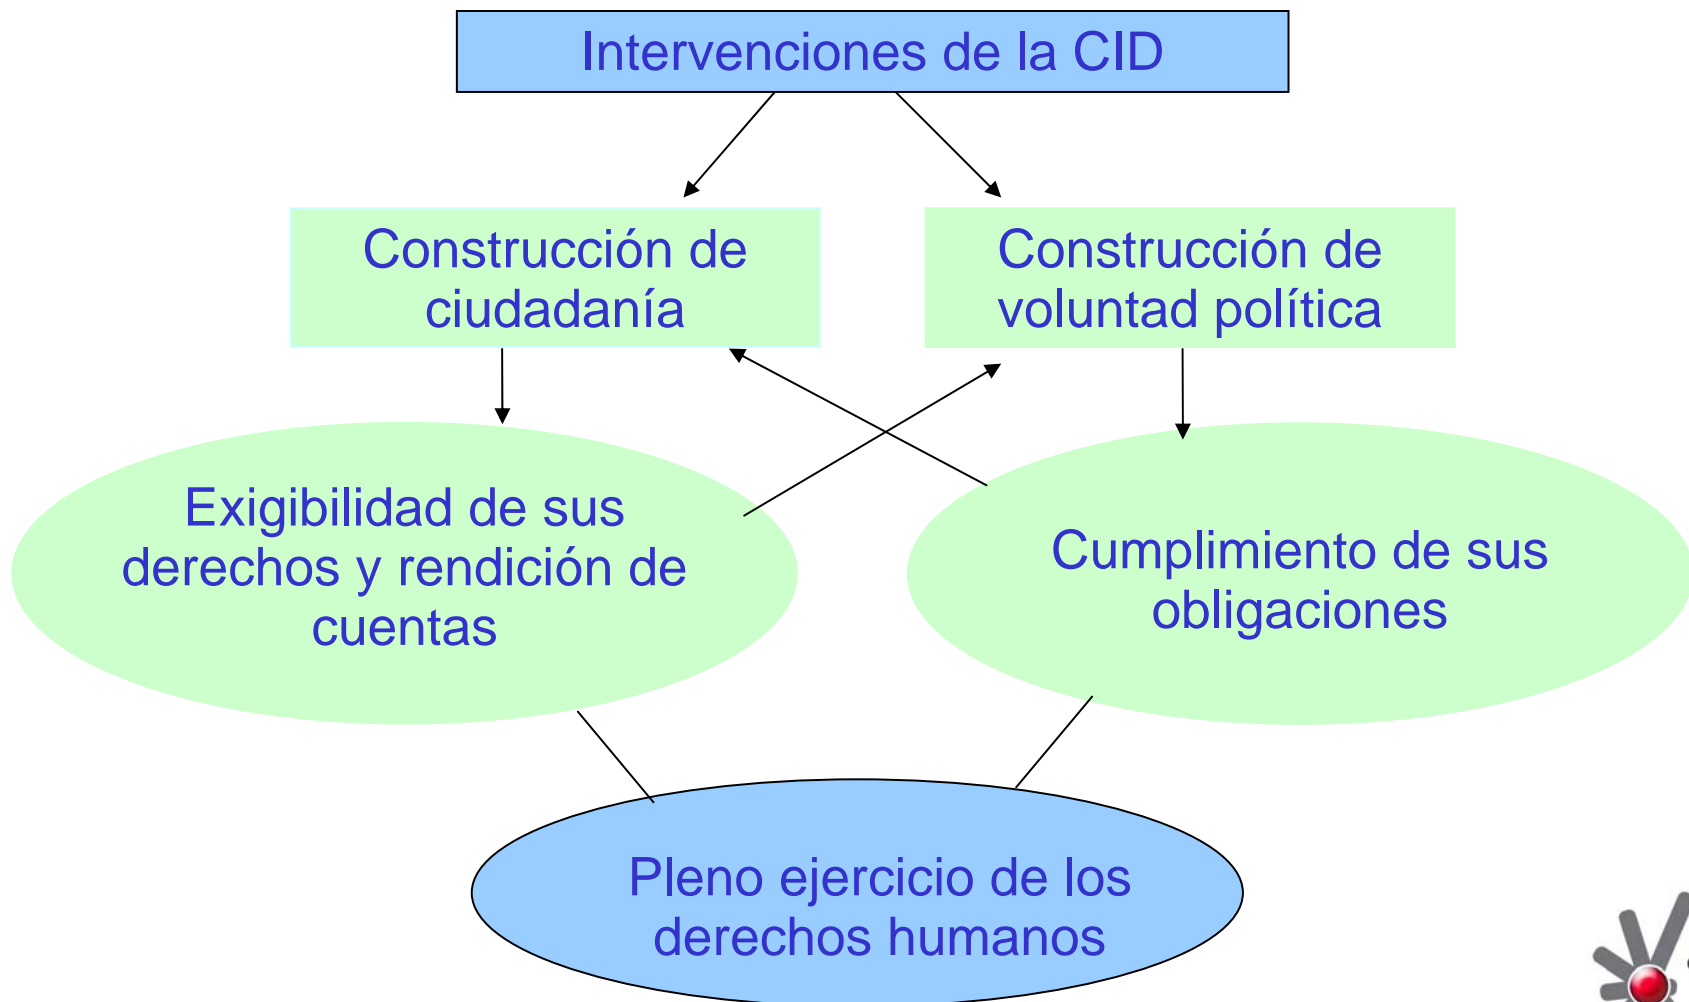 Intervenciones de la CID
Construcción de
ciudadanía
Construcción de
voluntad política
Exigibilidad de sus
derechos y rendición de
cuentas
Cumplimiento de sus
obligaciones
Pleno ejercicio de los
derechos humanos